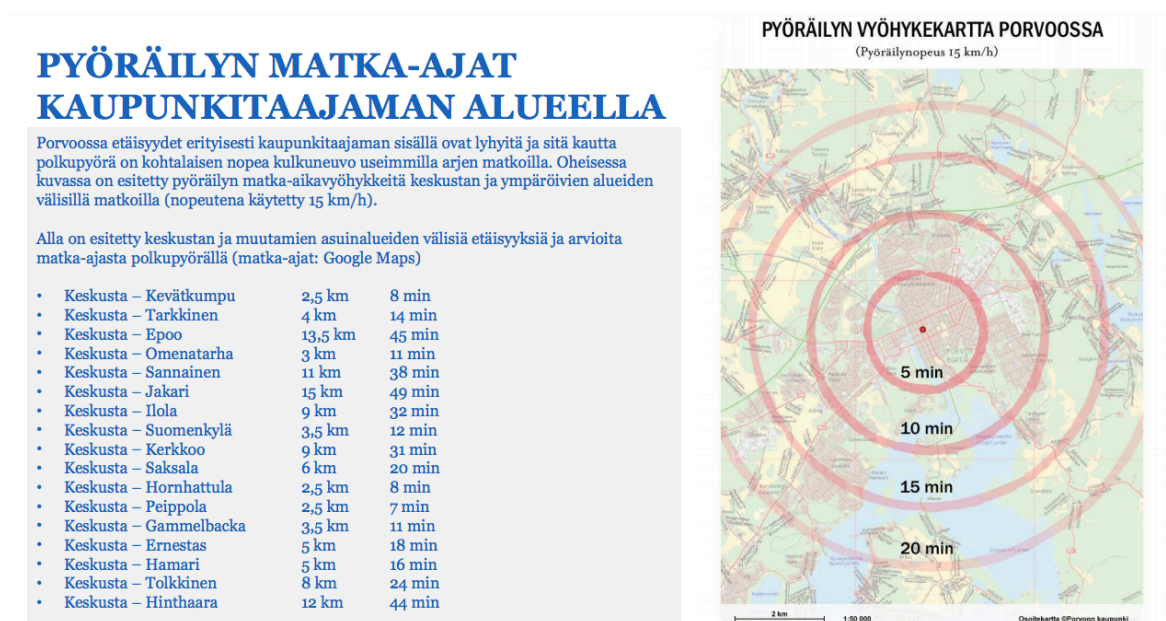 PYÖRÄILYN MATKA-AJAT
KAUPUNKITAAJAMAN ALUEELLA
Porvoossa etäisyydet erityisesti kaupunkitaajaman sisällä ovat lyhyitä ja sitä kautta
polkupyörä on kohtalaisen nopea kulkuneuvo useimmilla arjen matkoilla. Oheisessa
kuvassa on esitetty pyöräilyn matka-aikavyöhykkeitä keskustan ja ympäröivien alueiden
välisillä matkoilla (nopeutena käytetty 15 km/h).
Alla on esitetty keskustan ja muutamien asuinalueiden välisiä etäisyyksiä ja arvioita
matka-ajasta polkupyörällä (matka-ajat: Google Maps)
• Keskusta – Kevätkumpu 2,5 km 8 min
• Keskusta – Tarkkinen 4 km 14 min
• Keskusta – Epoo 13,5 km 45 min
• Keskusta – Omenatarha 3 km 11 min
• Keskusta – Sannainen 11 km 38 min
• Keskusta – Jakari 15 km 49 min
• Keskusta – Ilola 9 km 32 min
• Keskusta – Suomenkylä 3,5 km 12 min
• Keskusta – Kerkkoo 9 km 31 min
• Keskusta – Saksala 6 km 20 min
• Keskusta – Hornhattula 2,5 km 8 min
• Keskusta – Peippola 2,5 km 7 min
• Keskusta – Gammelbacka 3,5 km 11 min
• Keskusta – Ernestas 5 km 18 min
• Keskusta – Hamari 5 km 16 min
• Keskusta – Tolkkinen 8 km 24 min
• Keskusta – Hinthaara 12 km 44 min
PYÖRÄILYN VYÖHYKEKARTTA PORVOOSSA
(Pyöräilynopeus 15 km/h)
5 min
10 min
15 min
20 min
2 km
1:50 000
Osoitekartta ©Porvoon kaupunki